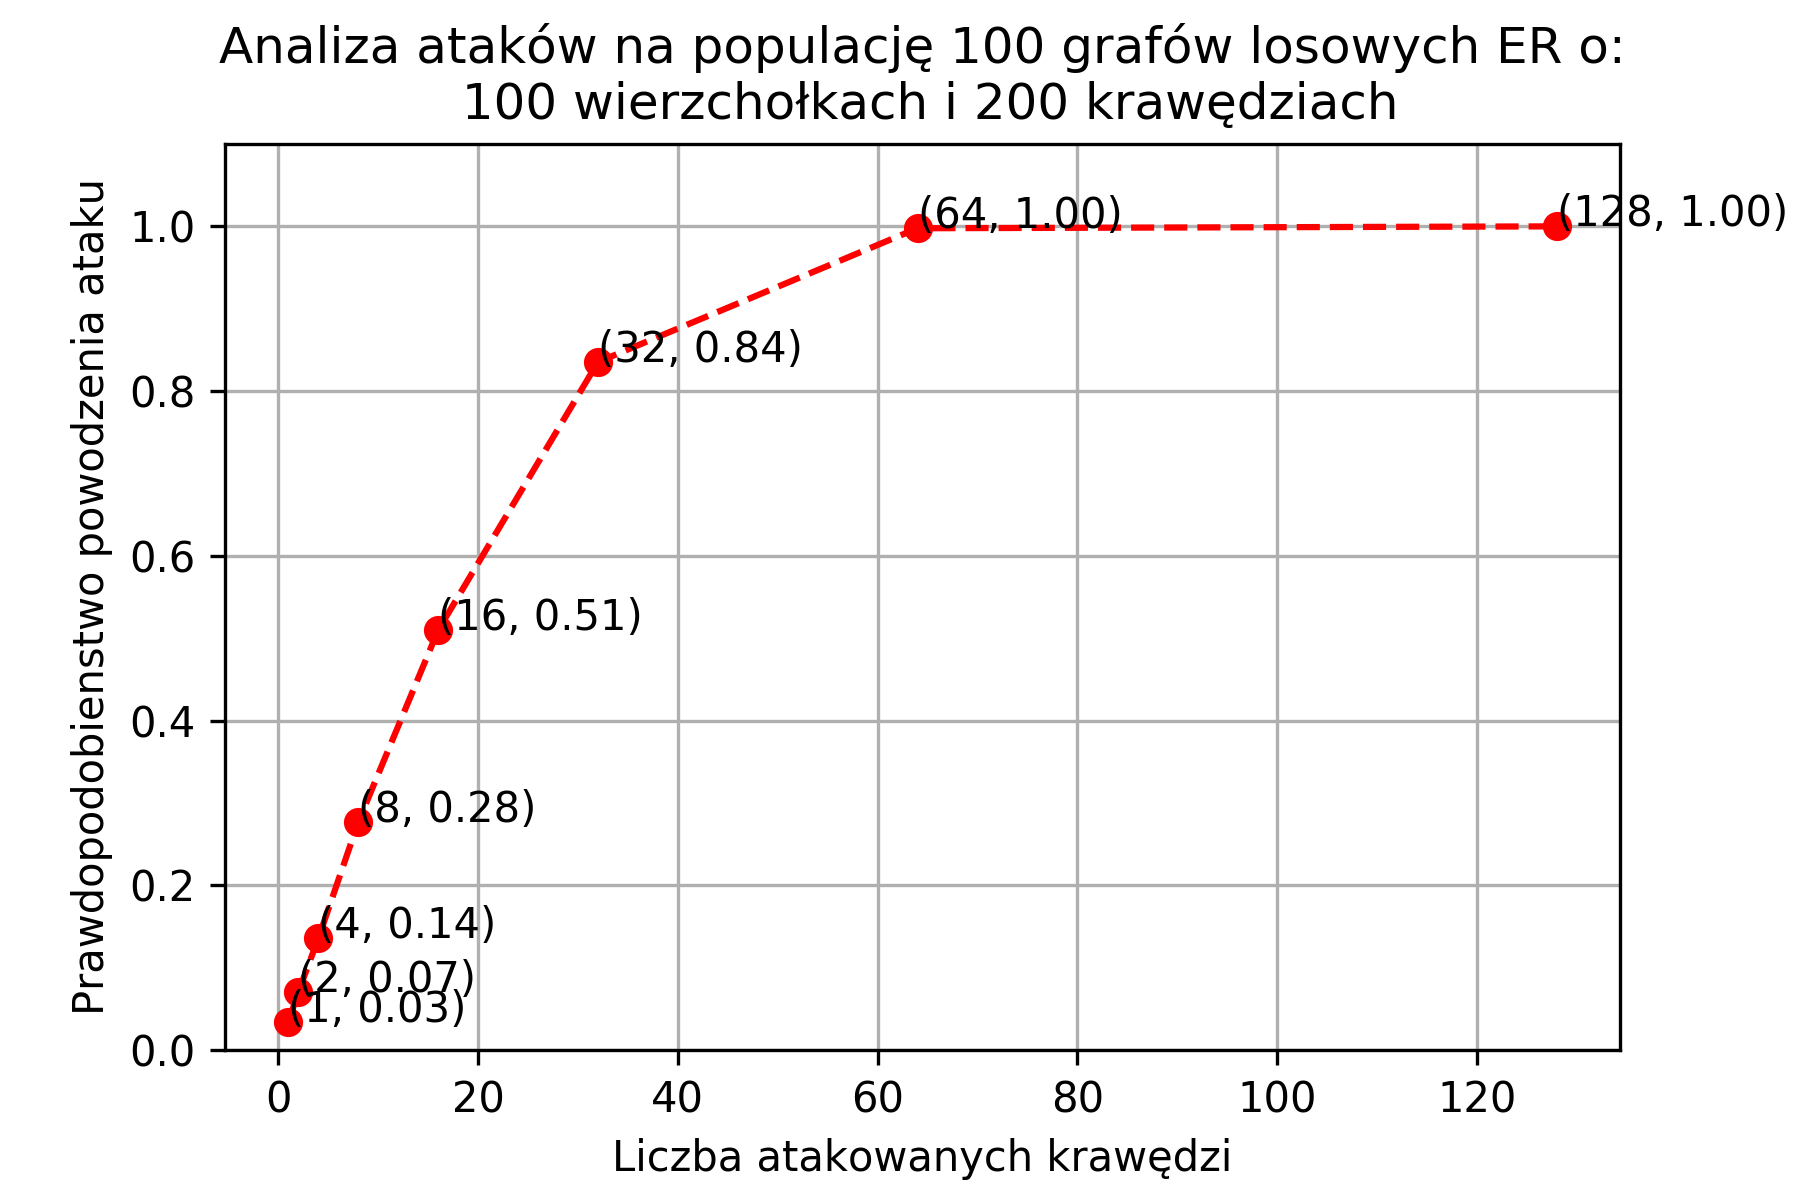 Analiza ataków na populację 100 grafów losowych ER o:
100 wierzchołkach i 200 krawędziach
Prawdopodobienstwo powodzenia ataku
1.0
0.8
0.6
0.4
0.2
0.0
(64, 1.00)
(128, 1.00)
(32, 0.84)
(16, 0.51)
(8, 0.28)
(4, 0.14)
(2, 0.07)
(1, 0.03)
0 20 40 60 80 100 120
Liczba atakowanych krawędzi